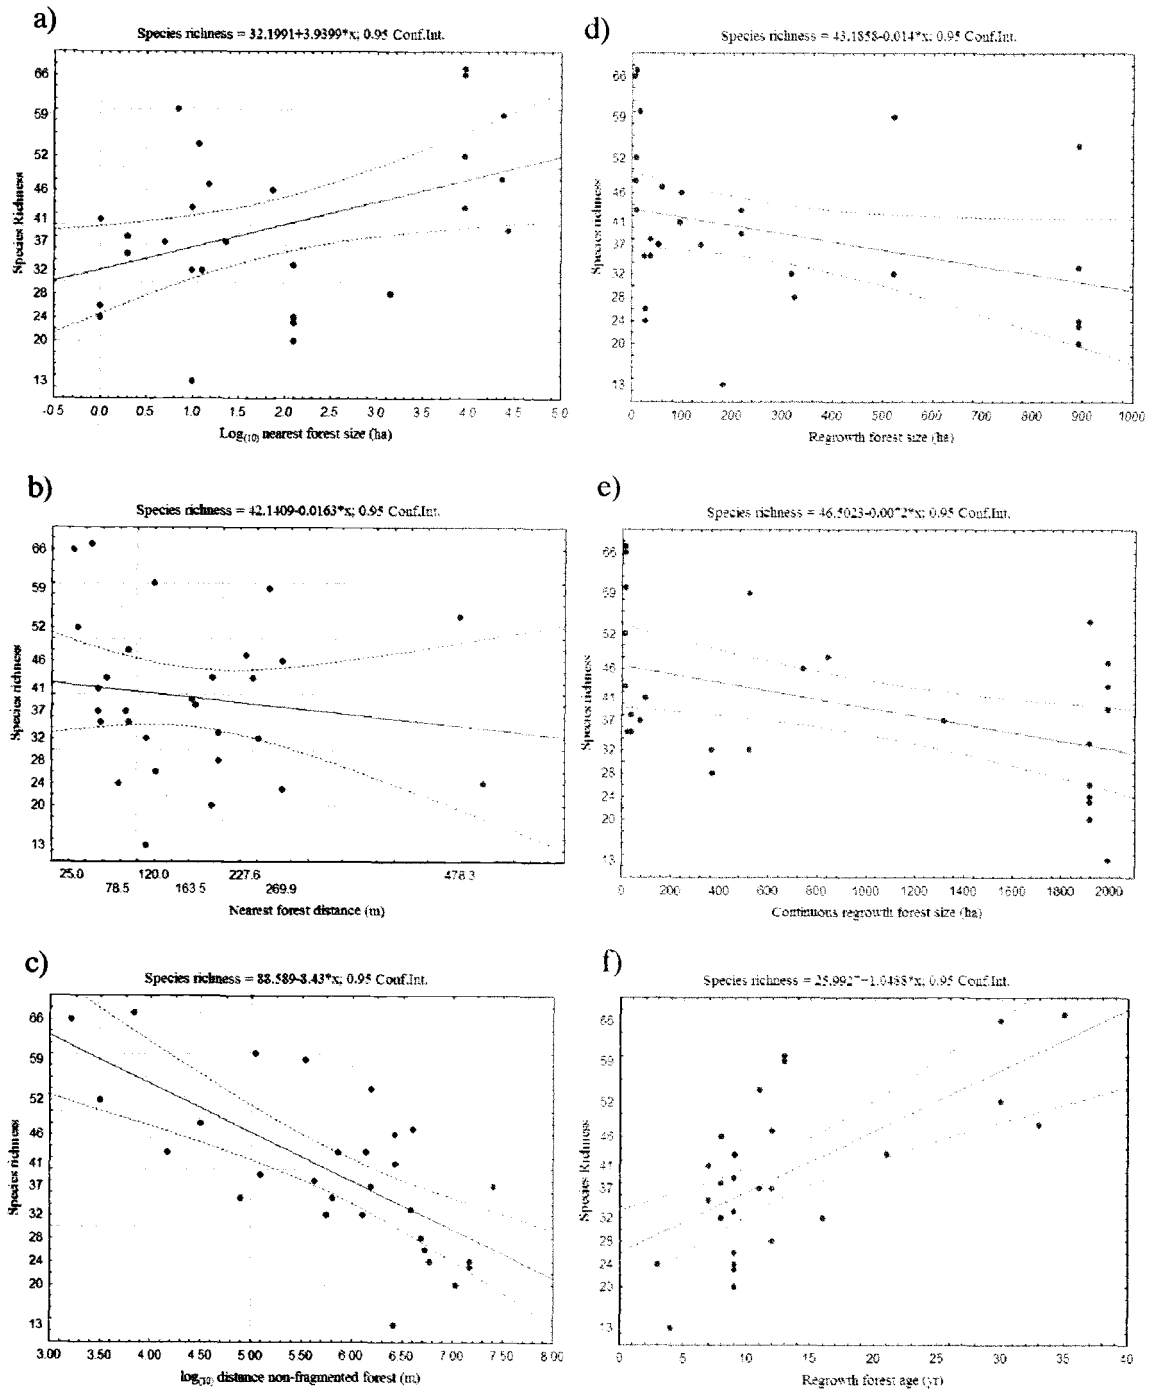 a)
Species richness = 32.1991+3.9399*x; 0.95 Conf.Int.
66
59
52
46
41
37
32
28
24
20
13
Species Richness
-0.5 0.0 0.5 1.0 1.5 2.0 2.5 3.0 3.5 4.0 4.5 5.0
Log(10) nearest forest size (ha)
b)
Species richness = 42.1409-0.0163*x; 0.95 Conf.Int.
66
59
52
46
41
37
32
28
24
20
13
Species richness
25.0 120.0 227.6 478.3
78.5 163.5 269.9
Nearest forest distance (m)
c)
Species richness = 88.589-8.43*x; 0.95 Conf.Int.
66
59
52
46
41
37
32
28
24
20
13
Species richness
3.00 3.50 4.00 4.50 5.00 5.50 6.00 6.50 7.00 7.50 8.00
log(10) distance non-fragmented forest (m)
d)
Species richness = 43.1858-0.014*x; 0.95 Conf.Int.
66
59
52
46
41
37
32
28
24
20
13
Species richness
0 100 200 300 400 500 600 700 800 900 1000
Regrowth forest size (ha)
e)
Species richness = 46.5023-0.0072*x; 0.95 Conf.Int.
66
59
52
46
41
37
32
28
24
20
13
Species richness
0 200 400 600 800 1000 1200 1400 1600 1800 2000
Continuous regrowth forest size (ha)
f)
Species richness = 25.9927+1.0488*x; 0.95 Conf.Int.
66
59
52
46
41
37
32
28
24
20
13
Species Richness
0 5 10 15 20 25 30 35 40
Regrowth forest age (yr)